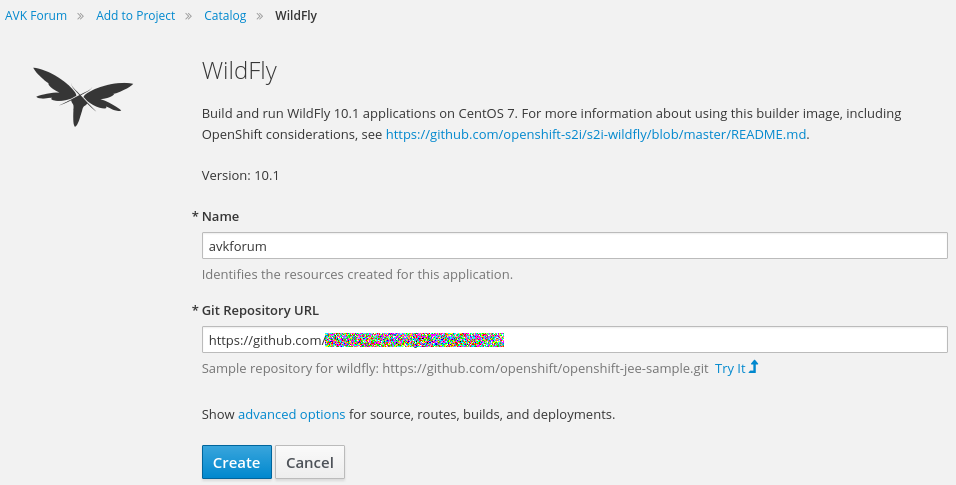 AVK Forum » Add to Project » Catalog » WildFly
WildFly
Build and run WildFly 10.1 applications on CentOS 7. For more information about using this builder image, including
OpenShift considerations, see https://github.com/openshift-s2i/s2i-wildfly/blob/master/README.md.
Version: 10.1
* Name
avkforum
Identifies the resources created for this application.
* Git Repository URL
https://github.com/
Sample repository for wildfly: https://github.com/openshift/openshift-jee-sample.git Try It
Show advanced options for source, routes, builds, and deployments.
Create Cancel